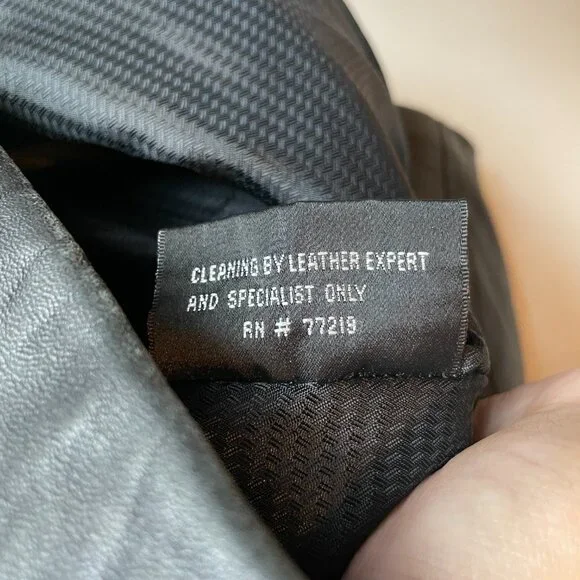 CLEANING BY LEATHER EXPERT
AND SPECIALIST ONLY
RN # 77219